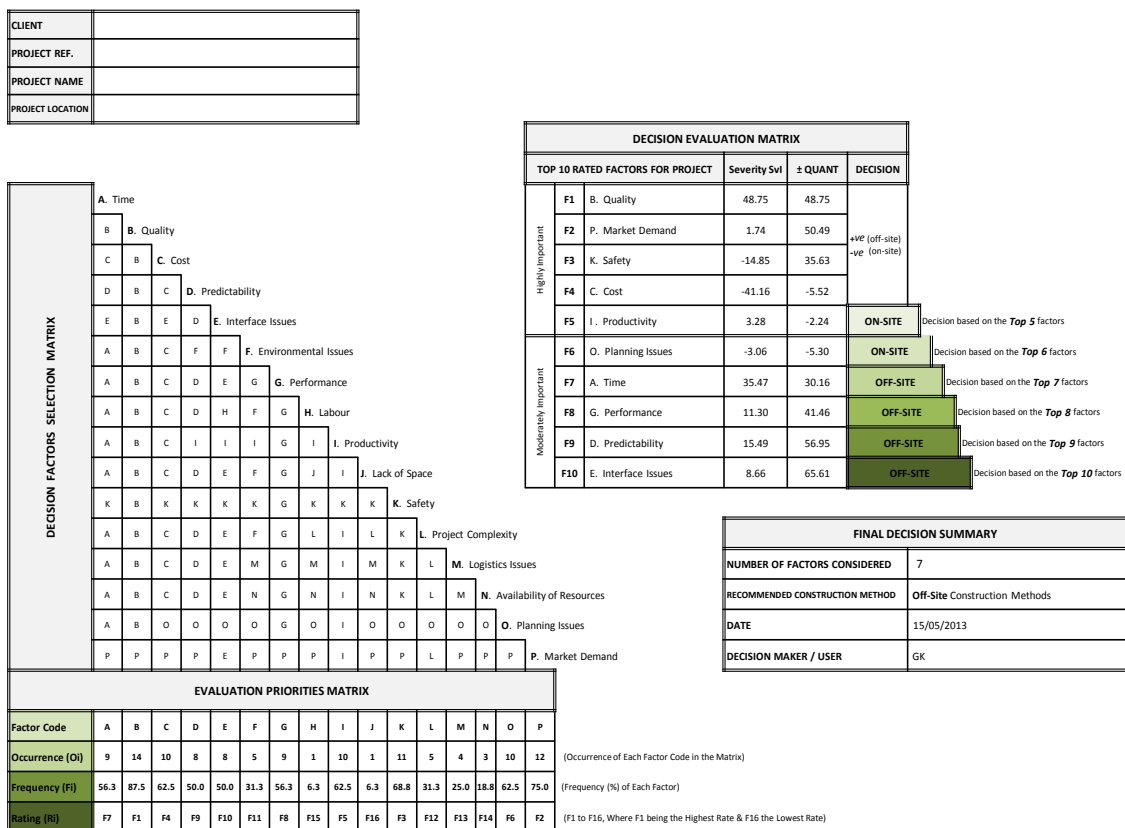 CLIENT
PROJECT REF.
PROJECT NAME
PROJECT LOCATION
DECISION EVALUATION MATRIX
TOP 10 RATED FACTORS FOR PROJECT Severity SvI ± QUANT DECISION
Highly Important
F1 B. Quality 48.75 48.75
F2 P. Market Demand 1.74 50.49
+ve (off-site)
-ve (on-site)
F3 K. Safety -14.85 35.63
F4 C. Cost -41.16 -5.52
F5 I . Productivity 3.28 -2.24 ON-SITE Decision based on the Top 5 factors
Moderately Important
F6 O. Planning Issues -3.06 -5.30 ON-SITE Decision based on the Top 6 factors
F7 A. Time 35.47 30.16 OFF-SITE Decision based on the Top 7 factors
F8 G. Performance 11.30 41.46 OFF-SITE Decision based on the Top 8 factors
F9 D. Predictability 15.49 56.95 OFF-SITE Decision based on the Top 9 factors
F10 E. Interface Issues 8.66 65.61 OFF-SITE Decision based on the Top 10 factors
DECISION FACTORS SELECTION MATRIX
A. Time
B B. Quality
C B C. Cost
D B C D. Predictability
E B E D E. Interface Issues
A B C F F F. Environmental Issues
A B C D E G G. Performance
A B C D H F G H. Labour
A B C I I I G I I. Productivity
A B C D E F G J I J. Lack of Space
K B K K K K G K K K K. Safety
A B C D E F G L I L K L. Project Complexity
A B C D E M G M I M K L M. Logistics Issues
A B C D E N G N I N K L M N. Availability of Resources
A B O O O O G O I O O O O O O. Planning Issues
P P P P E P P P I P P L P P P P. Market Demand
FINAL DECISION SUMMARY
NUMBER OF FACTORS CONSIDERED 7
RECOMMENDED CONSTRUCTION METHOD Off-Site Construction Methods
DATE 15/05/2013
DECISION MAKER / USER GK
EVALUATION PRIORITIES MATRIX
Factor Code A B C D E F G H I J K L M N O P
Occurrence (Oi) 9 14 10 8 8 5 9 1 10 1 11 5 4 3 10 12 (Occurrence of Each Factor Code in the Matrix)
Frequency (Fi) 56.3 87.5 62.5 50.0 50.0 31.3 56.3 6.3 62.5 6.3 68.8 31.3 25.0 18.8 62.5 75.0 (Frequency (%) of Each Factor)
Rating (Ri) F7 F1 F4 F9 F10 F11 F8 F15 F5 F16 F3 F12 F13 F14 F6 F2 (F1 to F16, Where F1 being the Highest Rate & F16 the Lowest Rate)